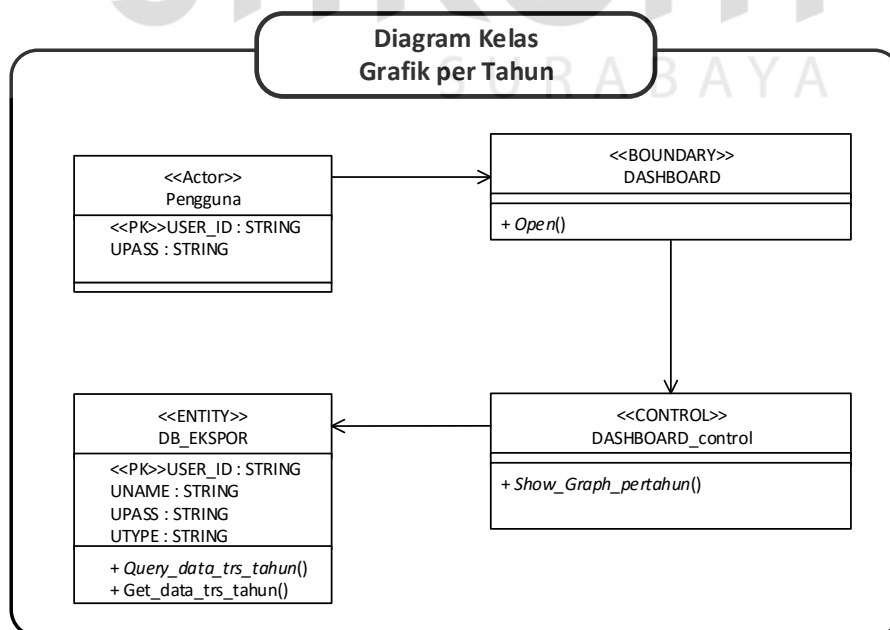 SURABAYA
Diagram Kelas
Grafik per Tahun
<<Actor>>
Pengguna
<<PK>>USER_ID : STRING
UPASS : STRING
<<BOUNDARY>>
DASHBOARD
+ Open()
<<ENTITY>>
DB_EKSPOR
<<PK>>USER_ID : STRING
UNAME : STRING
UPASS : STRING
UTYPE : STRING
+ Query_data_trs_tahun()
+ Get_data_trs_tahun()
<<CONTROL>>
DASHBOARD_control
+ Show_Graph_pertahun()